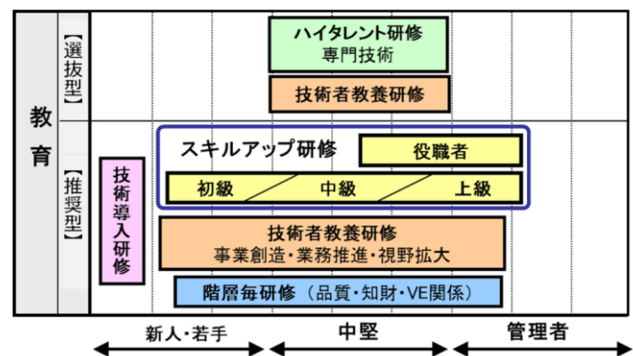 教育
【選抜型】
ハイタレント研修
専門技術
技術者教養研修
【推奨型】
技術導入研修
スキルアップ研修
役職者
初級 中級 上級
技術者教養研修
事業創造・業務推進・視野拡大
階層毎研修（品質・知財・VE関係）
新人・若手 中堅 管理者